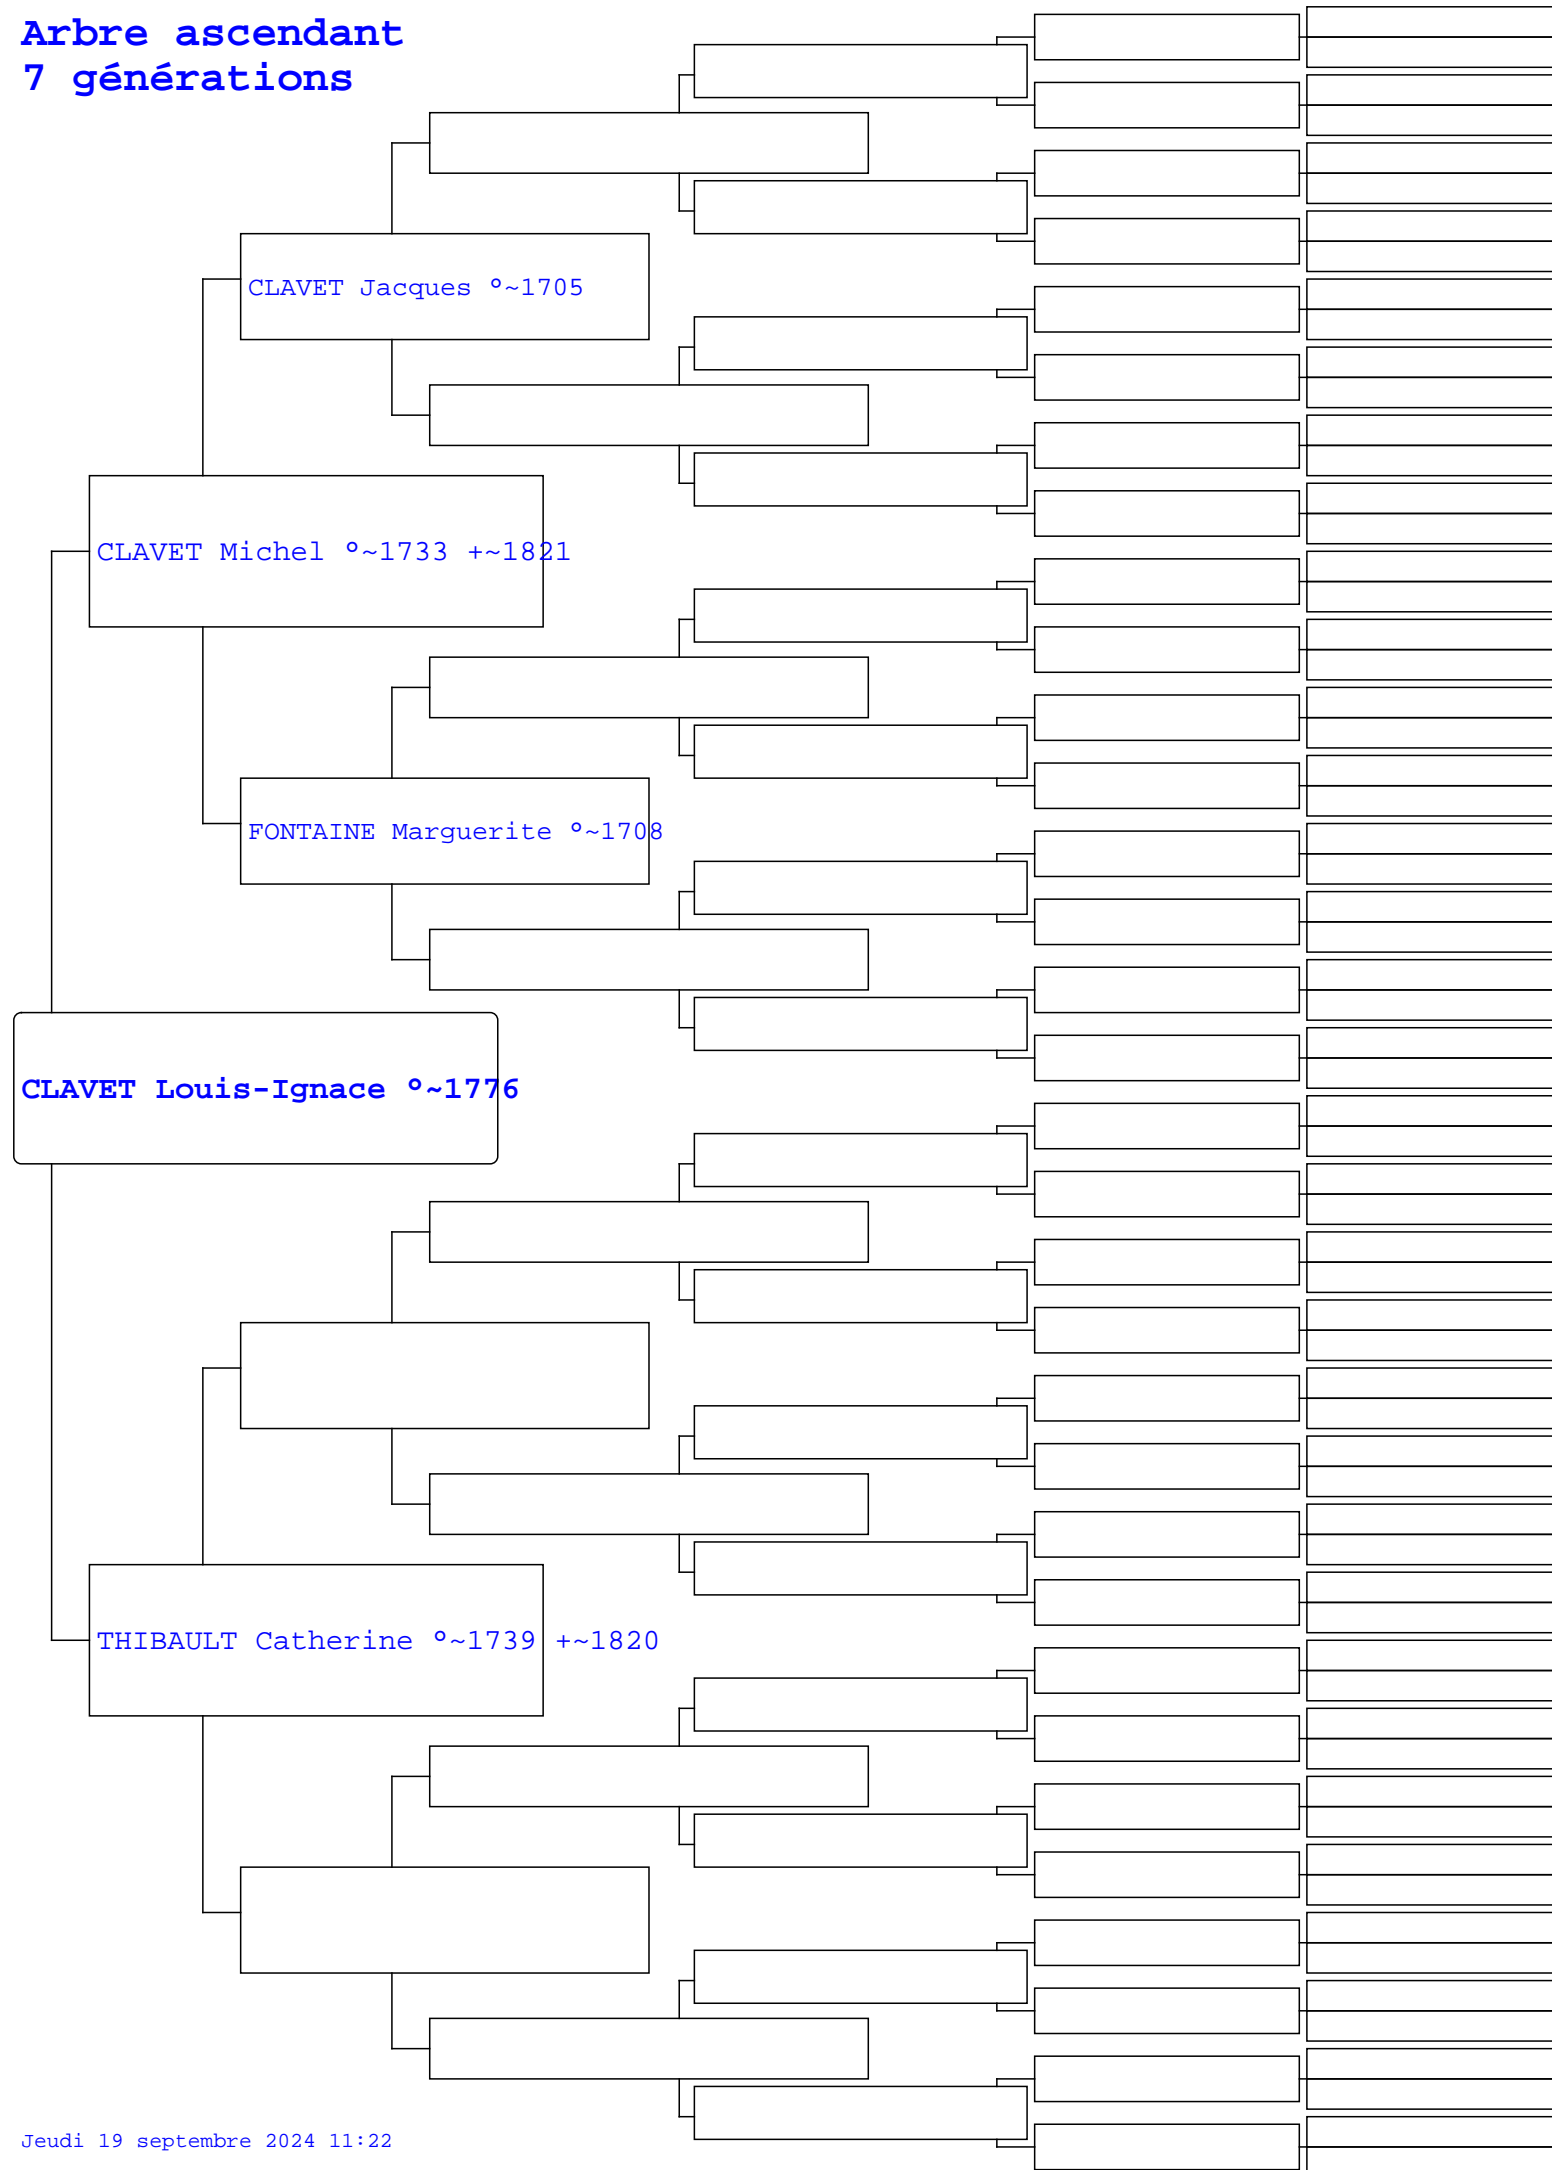 Arbre ascendant
7 générations
CLAVET Jacques °~1705
CLAVET Michel °~1733 +~1821
FONTAINE Marguerite °~1708
CLAVET Louis-Ignace °~1776
THIBAULT Catherine °~1739 +~1820
Jeudi 19 septembre 2024 11:22